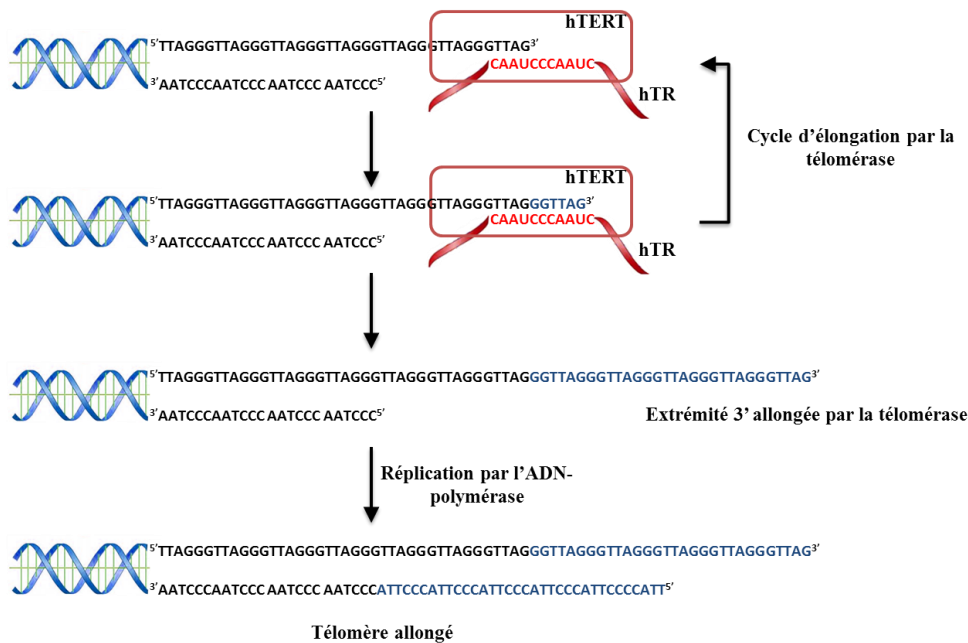 hTERT
5'TTAGGGTTAGGGTTAGGGTTAGGGTTAGGGTTAGGGTTAG3'
CAAUCCCAAUC
3'AATCCCAATCCC AATCCC AATCCC5'
hTR
Cycle d'élongation par la
télomérase
hTERT
5'TTAGGGTTAGGGTTAGGGTTAGGGTTAGGGTTAGGGTTAGGGTTAG3'
CAAUCCCAAUC
3'AATCCCAATCCC AATCCC AATCCC5'
hTR
5'TTAGGGTTAGGGTTAGGGTTAGGGTTAGGGTTAGGGTTAGGGTTAGGGTTAGGGTTAGGGTTAGGGTTAG3'
3'AATCCCAATCCC AATCCC AATCCC5'
Extrémité 3' allongée par la télomérase
Réplication par l'ADN-
polymérase
5'TTAGGGTTAGGGTTAGGGTTAGGGTTAGGGTTAGGGTTAGGGTTAGGGTTAGGGTTAGGGTTAGGGTTAG3'
3'AATCCCAATCCC AATCCC AATCCCATTCCCATTCCCATTCCCATTCCCATTCCCCATT5'
Télomère allongé